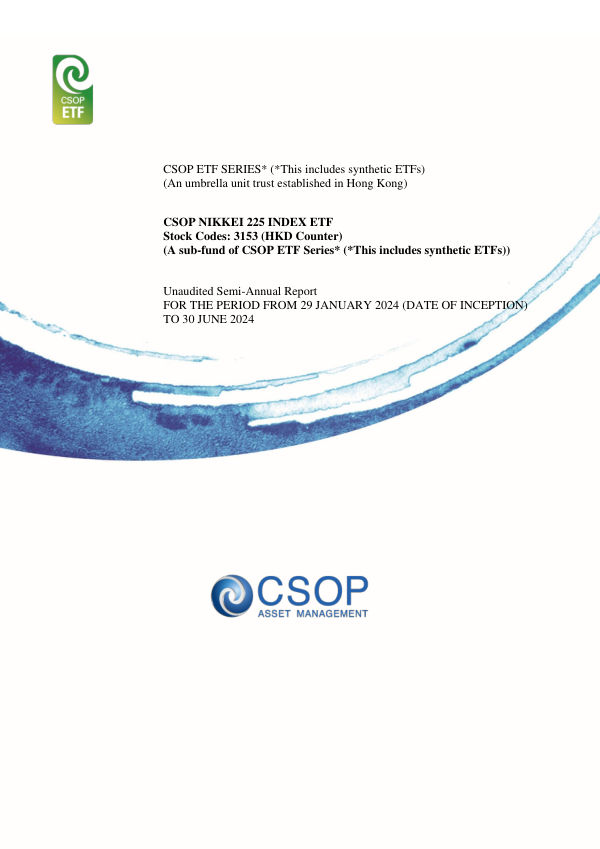 CSOP
ETF
CSOP ETF SERIES* (*This includes synthetic ETFs)
(An umbrella unit trust established in Hong Kong)
CSOP NIKKEI 225 INDEX ETF
Stock Codes: 3153 (HKD Counter)
(A sub-fund of CSOP ETF Series* (*This includes synthetic ETFs))
Unaudited Semi-Annual Report
FOR THE PERIOD FROM 29 JANUARY 2024 (DATE OF INCEPTION)
TO 30 JUNE 2024
CSOP
ASSET MANAGEMENT